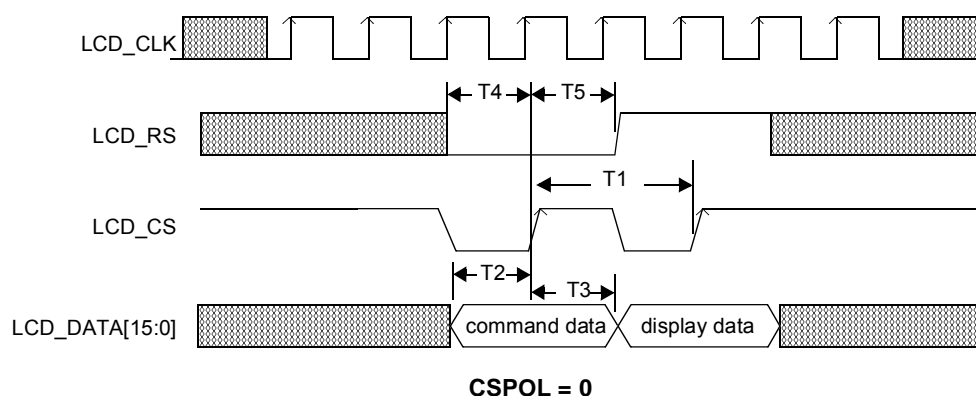 LCD_CLK
T4 T5
LCD_RS
T1
LCD_CS
T2
T3
LCD_DATA[15:0] command data display data
CSPOL = 0